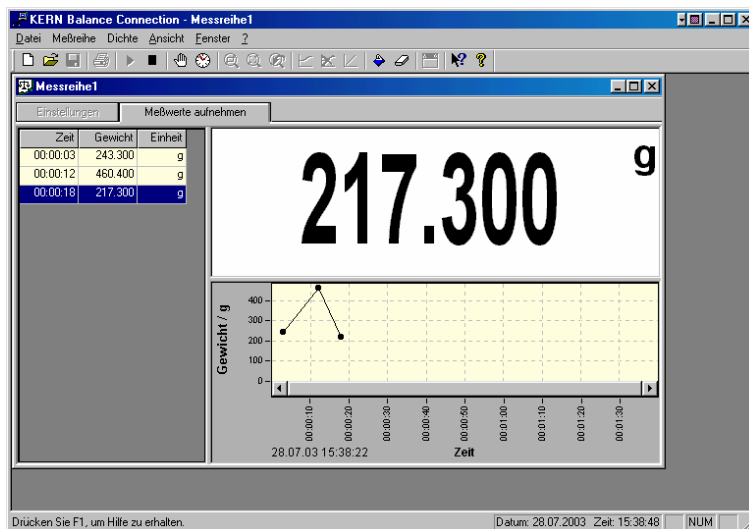 KERN Balance Connection - Messreihe1
Datei Meßreihe Dichte Ansicht Fenster ?
Messreihe1
Einstellungen Meßwerte aufnehmen
Zeit Gewicht Einheit
00:00:03 243.300 g
00:00:12 460.400 g
00:00:18 217.300 g
217.300 g
Gewicht / g
400
300
200
100
0
00:00:10 00:00:20 00:00:30 00:00:40 00:00:50 00:01:00 00:01:10 00:01:20 00:01:30
28.07.03 15:38:22 Zeit
Drücken Sie F1, um Hilfe zu erhalten. Datum: 28.07.2003 Zeit: 15:38:48 NUM